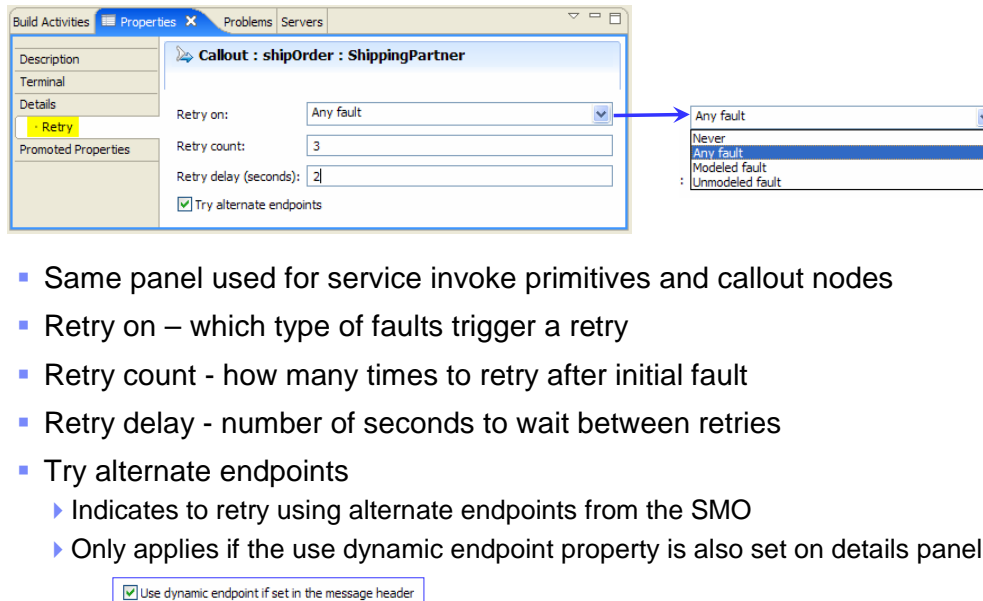 Build Activities Properties Problems Servers
Description
Terminal
Details
· Retry
Promoted Properties
Callout : shipOrder : ShippingPartner
Retry on: Any fault
Retry count: 3
Retry delay (seconds): 2
Try alternate endpoints
Any fault
Never
Any fault
Modeled fault
: Unmodeled fault
▪ Same panel used for service invoke primitives and callout nodes
▪ Retry on – which type of faults trigger a retry
▪ Retry count - how many times to retry after initial fault
▪ Retry delay - number of seconds to wait between retries
▪ Try alternate endpoints
Indicates to retry using alternate endpoints from the SMO
Only applies if the use dynamic endpoint property is also set on details panel
Use dynamic endpoint if set in the message header